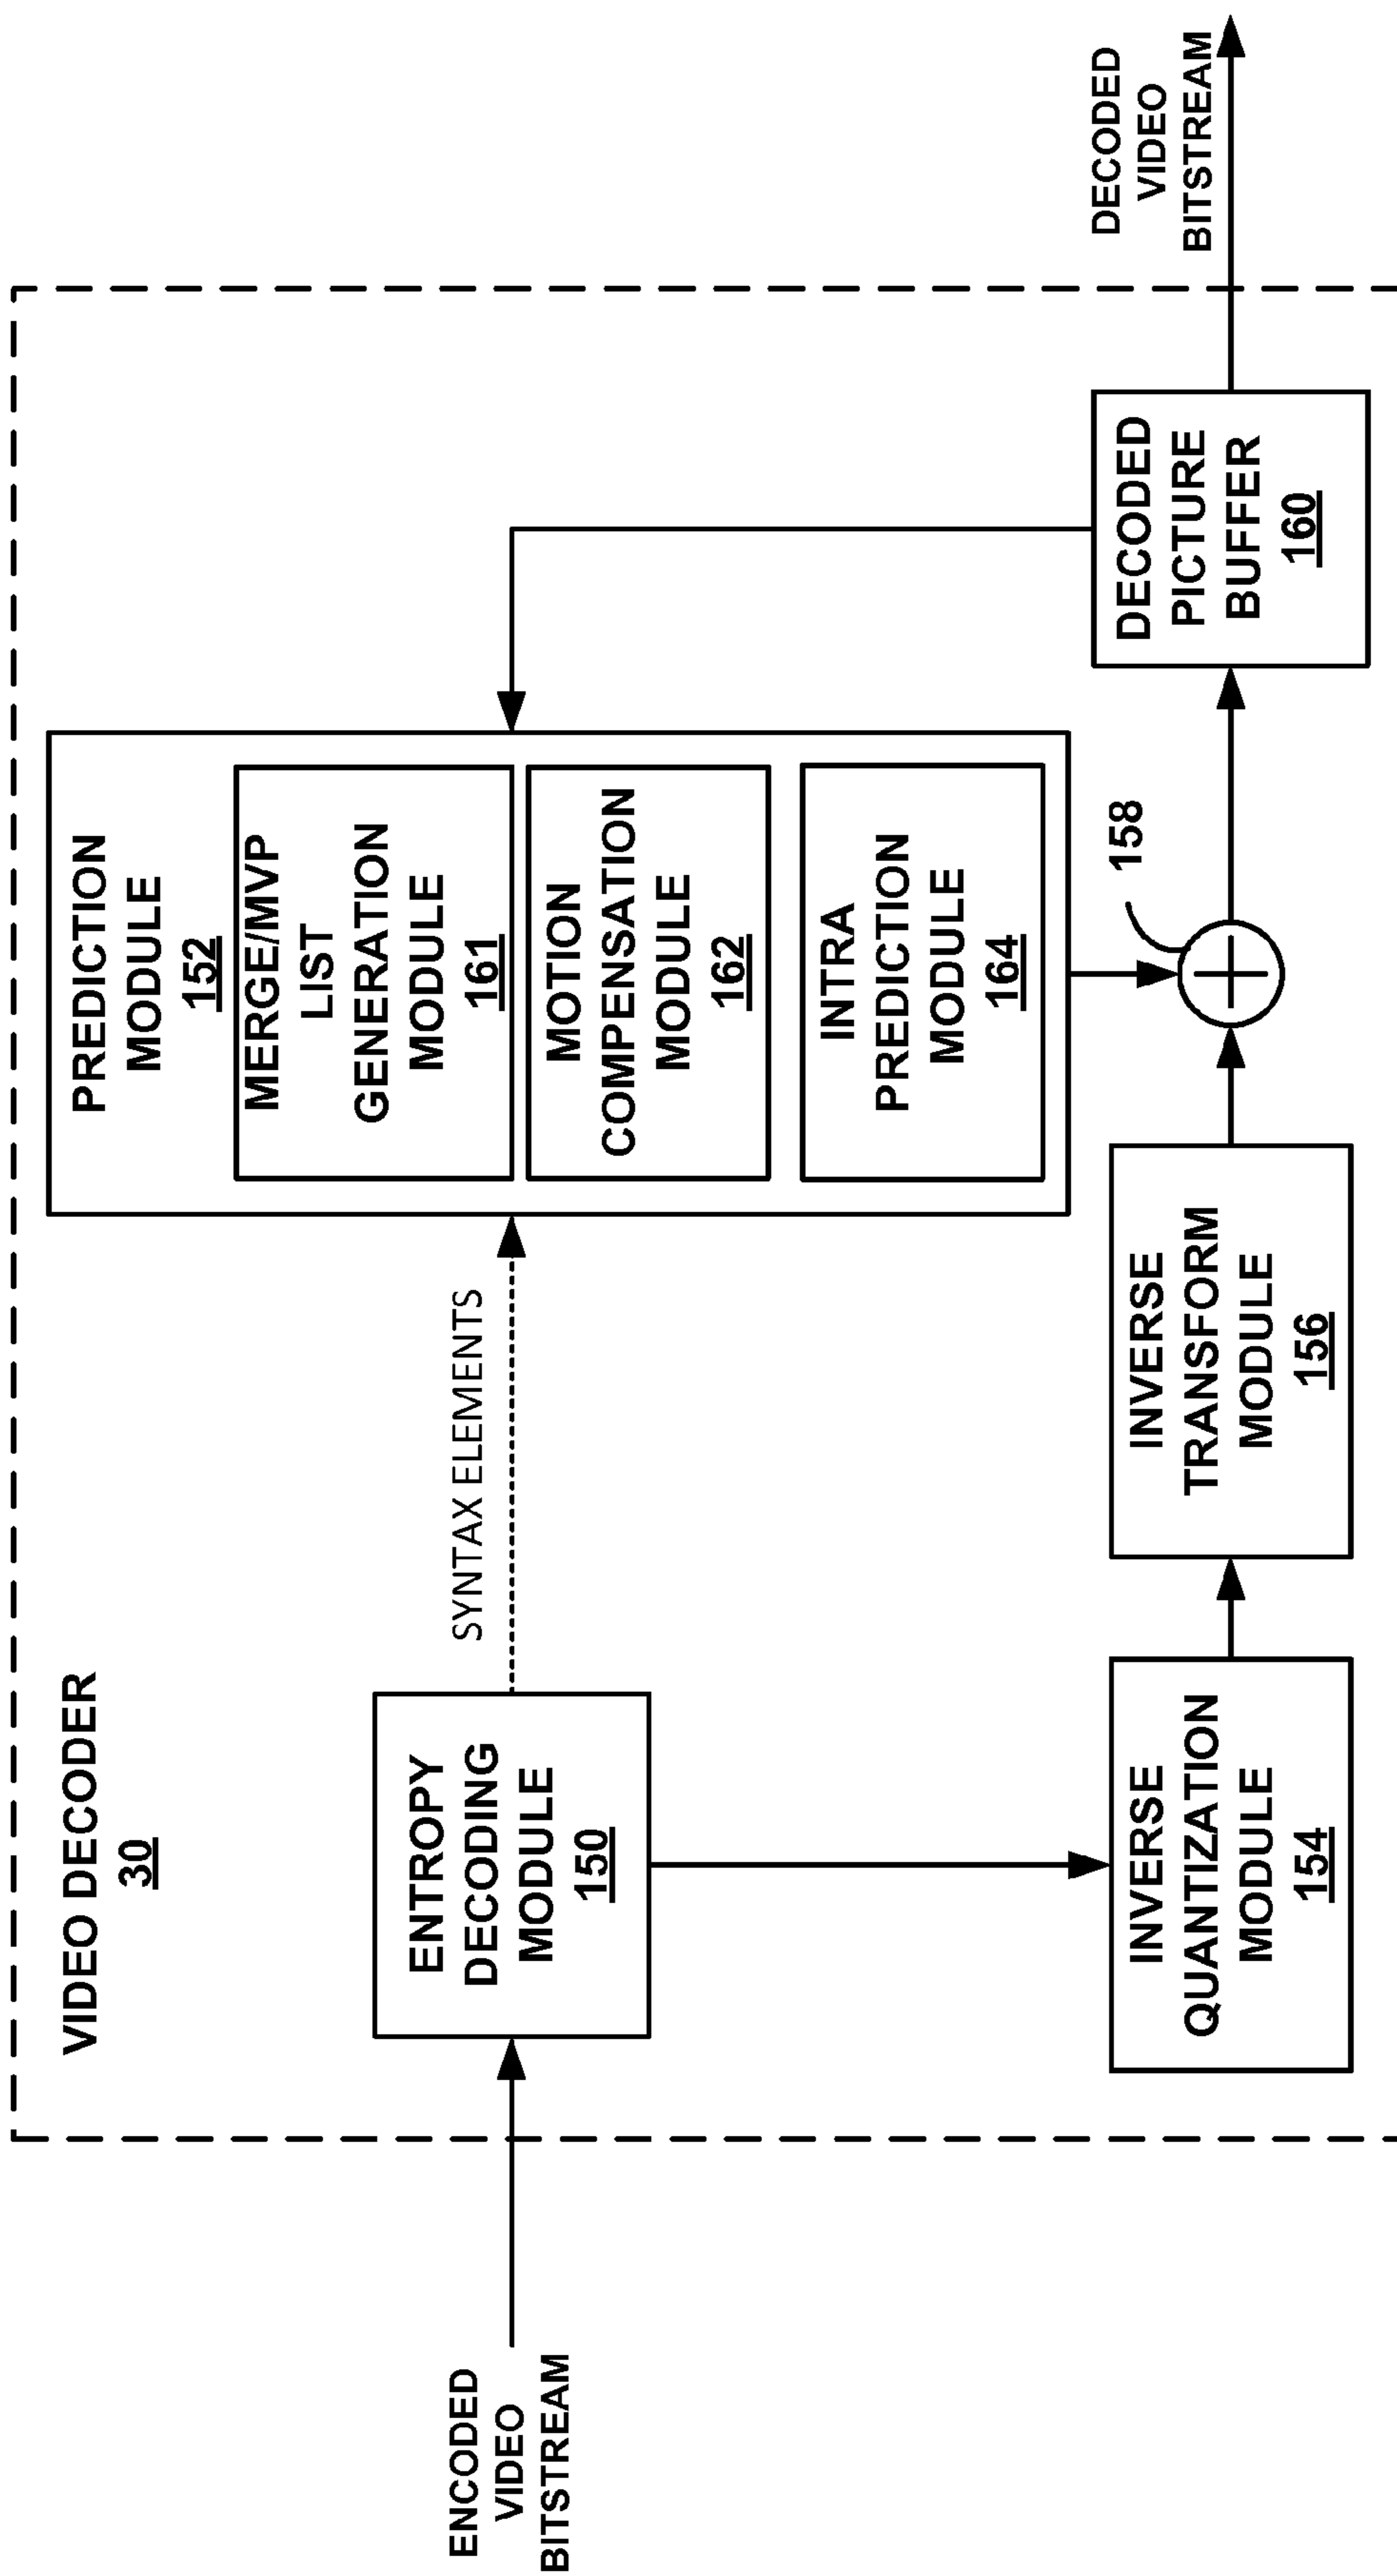 VIDEO DECODER
30
ENCODED
VIDEO
BITSTREAM
ENTROPY
DECODING
MODULE
150
SYNTAX ELEMENTS
PREDICTION
MODULE
152
MERGE/MVP
LIST
GENERATION
MODULE
161
MOTION
COMPENSATION
MODULE
162
INTRA
PREDICTION
MODULE
164
INVERSE
QUANTIZATION
MODULE
154
INVERSE
TRANSFORM
MODULE
156
158
DECODED
PICTURE
BUFFER
160
DECODED
VIDEO
BITSTREAM